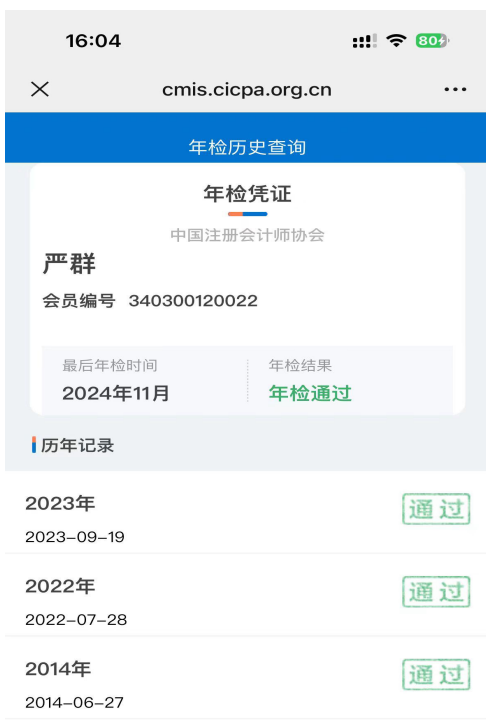 16:04
80
cmis.cicpa.org.cn
年检历史查询
年检凭证
中国注册会计师协会
严群
会员编号 340300120022
最后年检时间 年检结果
2024年11月 年检通过
历年记录
2023年 通过
2023-09-19
2022年 通过
2022-07-28
2014年 通过
2014-06-27